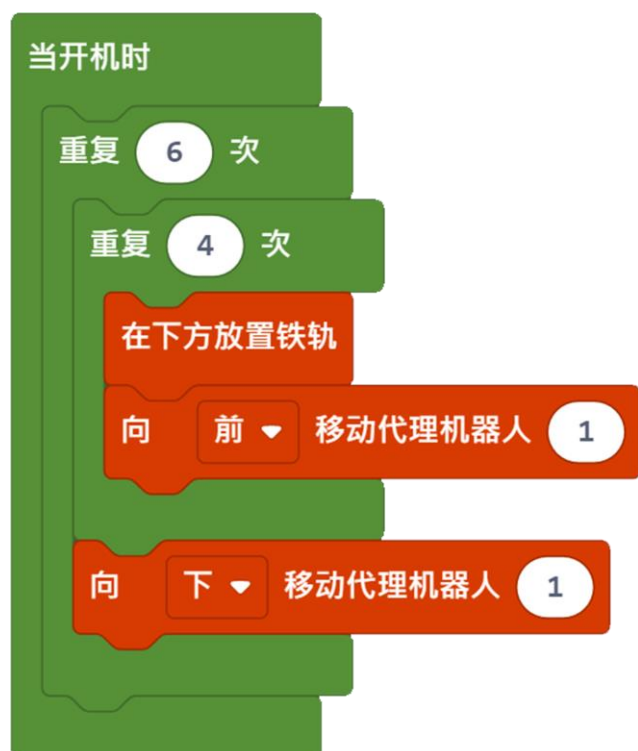 当开机时
重复 6 次
重复 4 次
在下方放置铁轨
向 前 移动代理机器人 1
向 下 移动代理机器人 1